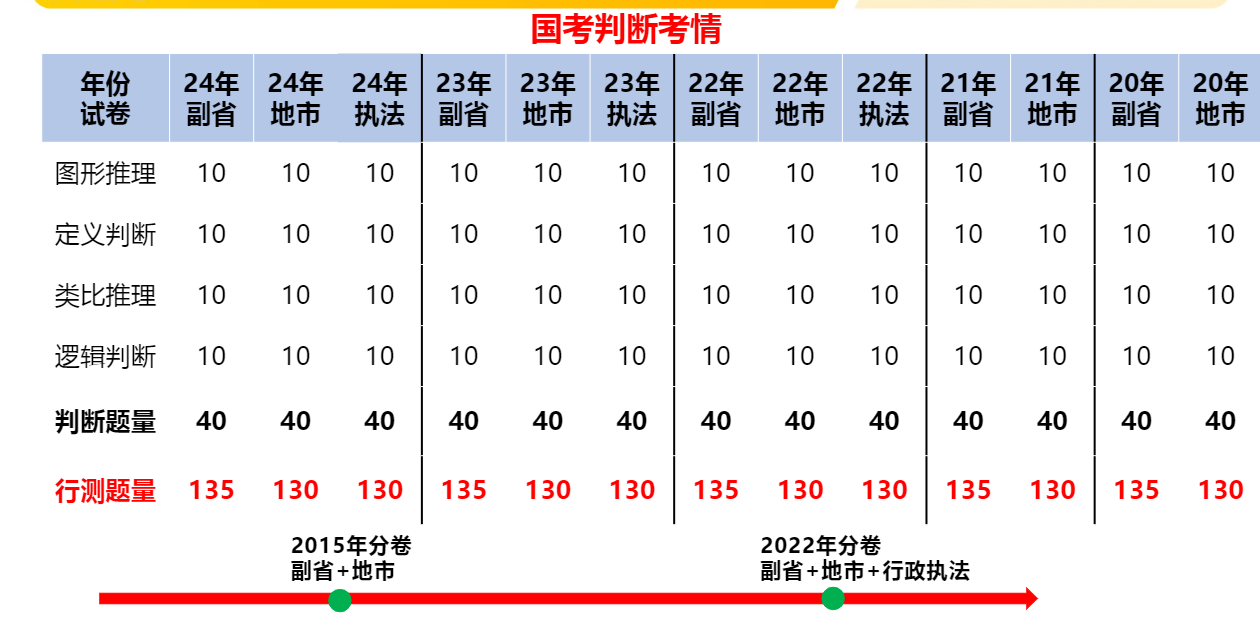 国考判断考情
年份 24年 24年 24年 23年 23年 23年 22年 22年 22年 21年 21年 20年 20年
试卷 副省 地市 执法 副省 地市 执法 副省 地市 执法 副省 地市 副省 地市
图形推理 10 10 10 10 10 10 10 10 10 10 10 10 10
定义判断 10 10 10 10 10 10 10 10 10 10 10 10 10
类比推理 10 10 10 10 10 10 10 10 10 10 10 10 10
逻辑判断 10 10 10 10 10 10 10 10 10 10 10 10 10
判断题量 40 40 40 40 40 40 40 40 40 40 40 40 40
行测题量 135 130 130 135 130 130 135 130 130 135 130 135 130
2015年分卷
副省+地市
2022年分卷
副省+地市+行政执法